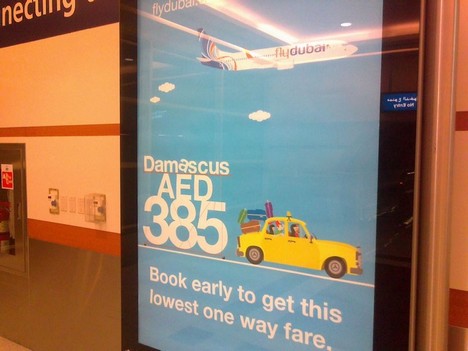 necting
flydubai.
flydubai
Damascus
AED
385
Book early to get this
lowest one way fare.